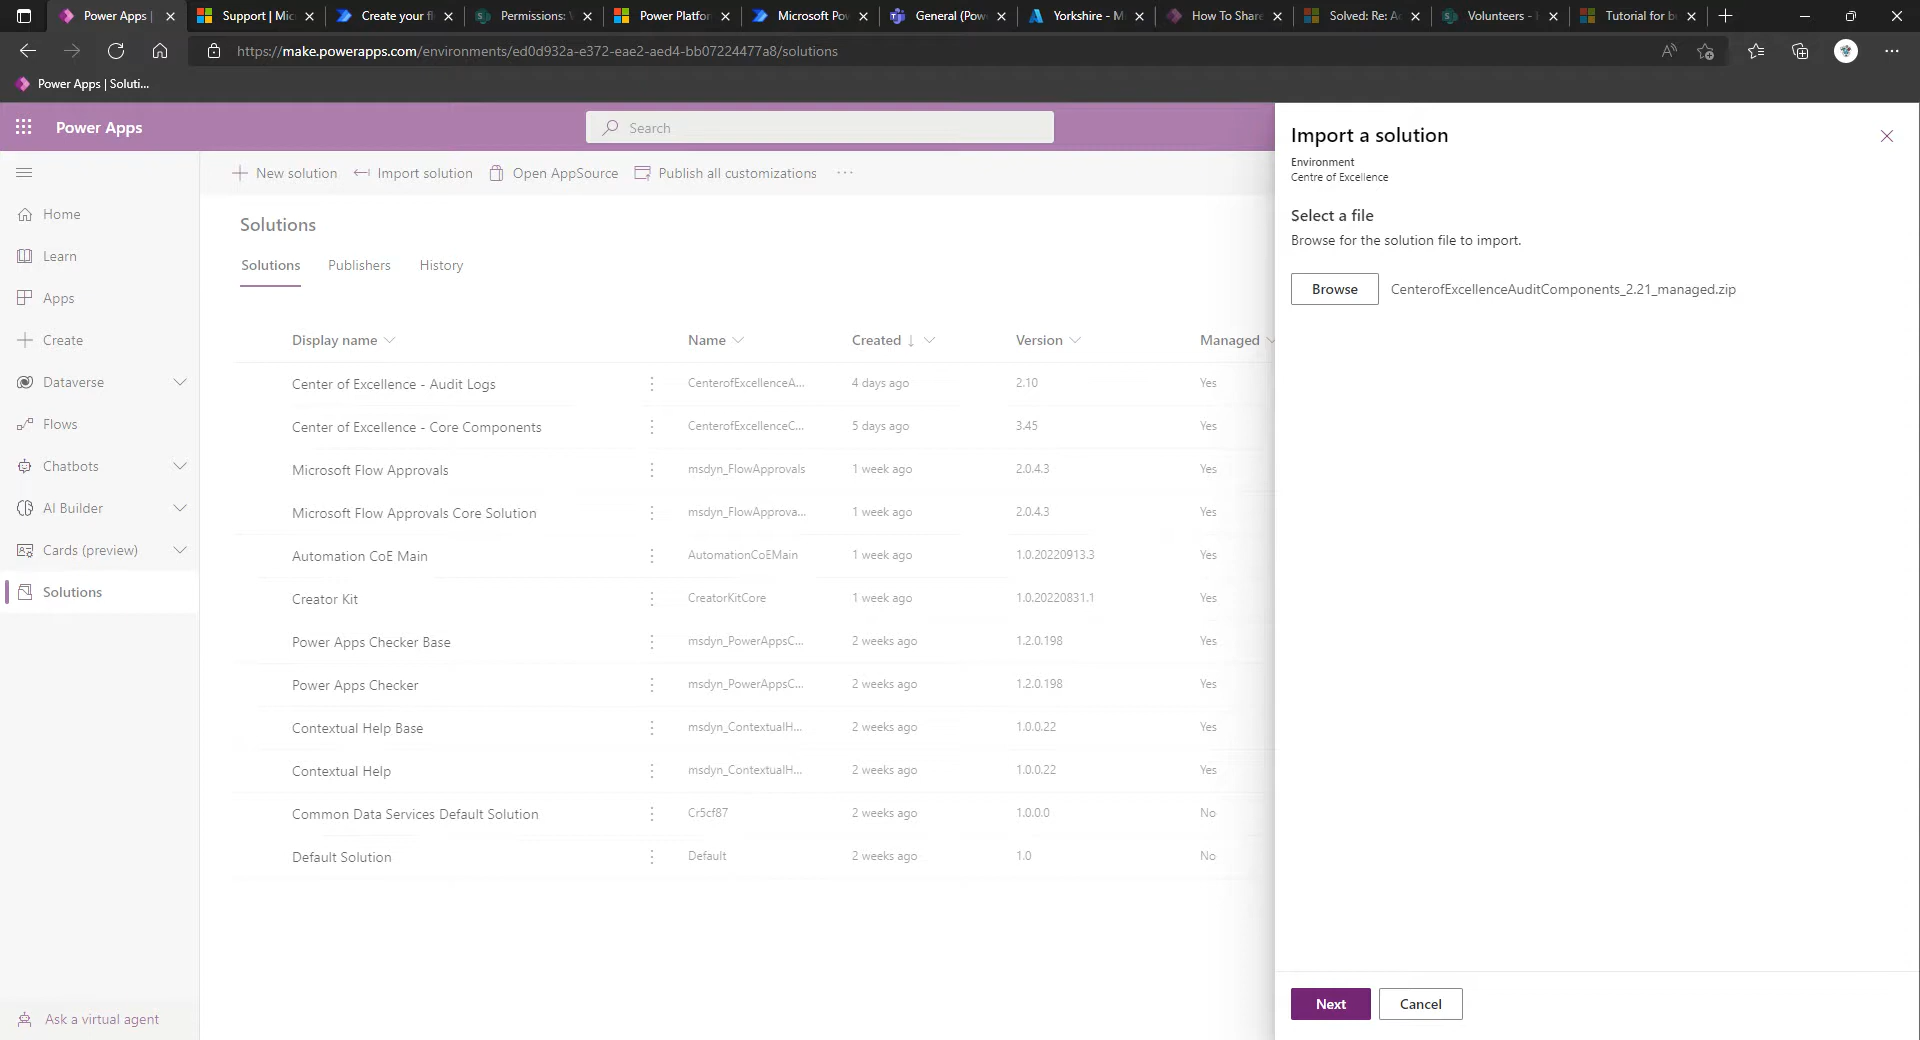 Power Apps |
Support | Mic
Create your fl
Permissions: V
Power Platfor
Microsoft Pow
General (Powe
Yorkshire - Mi
How To Share
Solved: Re: Ac
Volunteers -
Tutorial for bu
https://make.powerapps.com/environments/ed0d932a-e372-eae2-aed4-bb07224477a8/solutions
Power Apps | Soluti...
Power Apps
Search
New solution
Import solution
Open AppSource
Publish all customizations
Home
Learn
Apps
Create
Dataverse
Flows
Chatbots
AI Builder
Cards (preview)
Solutions
Ask a virtual agent
Solutions
Solutions Publishers History
Display name Name Created ↓ Version Managed
Center of Excellence - Audit Logs CenterofExcellenceA... 4 days ago 2.10 Yes
Center of Excellence - Core Components CenterofExcellenceC... 5 days ago 3.45 Yes
Microsoft Flow Approvals msdyn_FlowApprovals 1 week ago 2.0.4.3 Yes
Microsoft Flow Approvals Core Solution msdyn_FlowApprova... 1 week ago 2.0.4.3 Yes
Automation CoE Main AutomationCoEMain 1 week ago 1.0.20220913.3 Yes
Creator Kit CreatorKitCore 1 week ago 1.0.20220831.1 Yes
Power Apps Checker Base msdyn_PowerAppsC... 2 weeks ago 1.2.0.198 Yes
Power Apps Checker msdyn_PowerAppsC... 2 weeks ago 1.2.0.198 Yes
Contextual Help Base msdyn_ContextualH... 2 weeks ago 1.0.0.22 Yes
Contextual Help msdyn_ContextualH... 2 weeks ago 1.0.0.22 Yes
Common Data Services Default Solution Cr5cf87 2 weeks ago 1.0.0.0 No
Default Solution Default 2 weeks ago 1.0 No
Import a solution
Environment
Centre of Excellence
Select a file
Browse for the solution file to import.
Browse CenterofExcellenceAuditComponents_2.21_managed.zip
Next Cancel